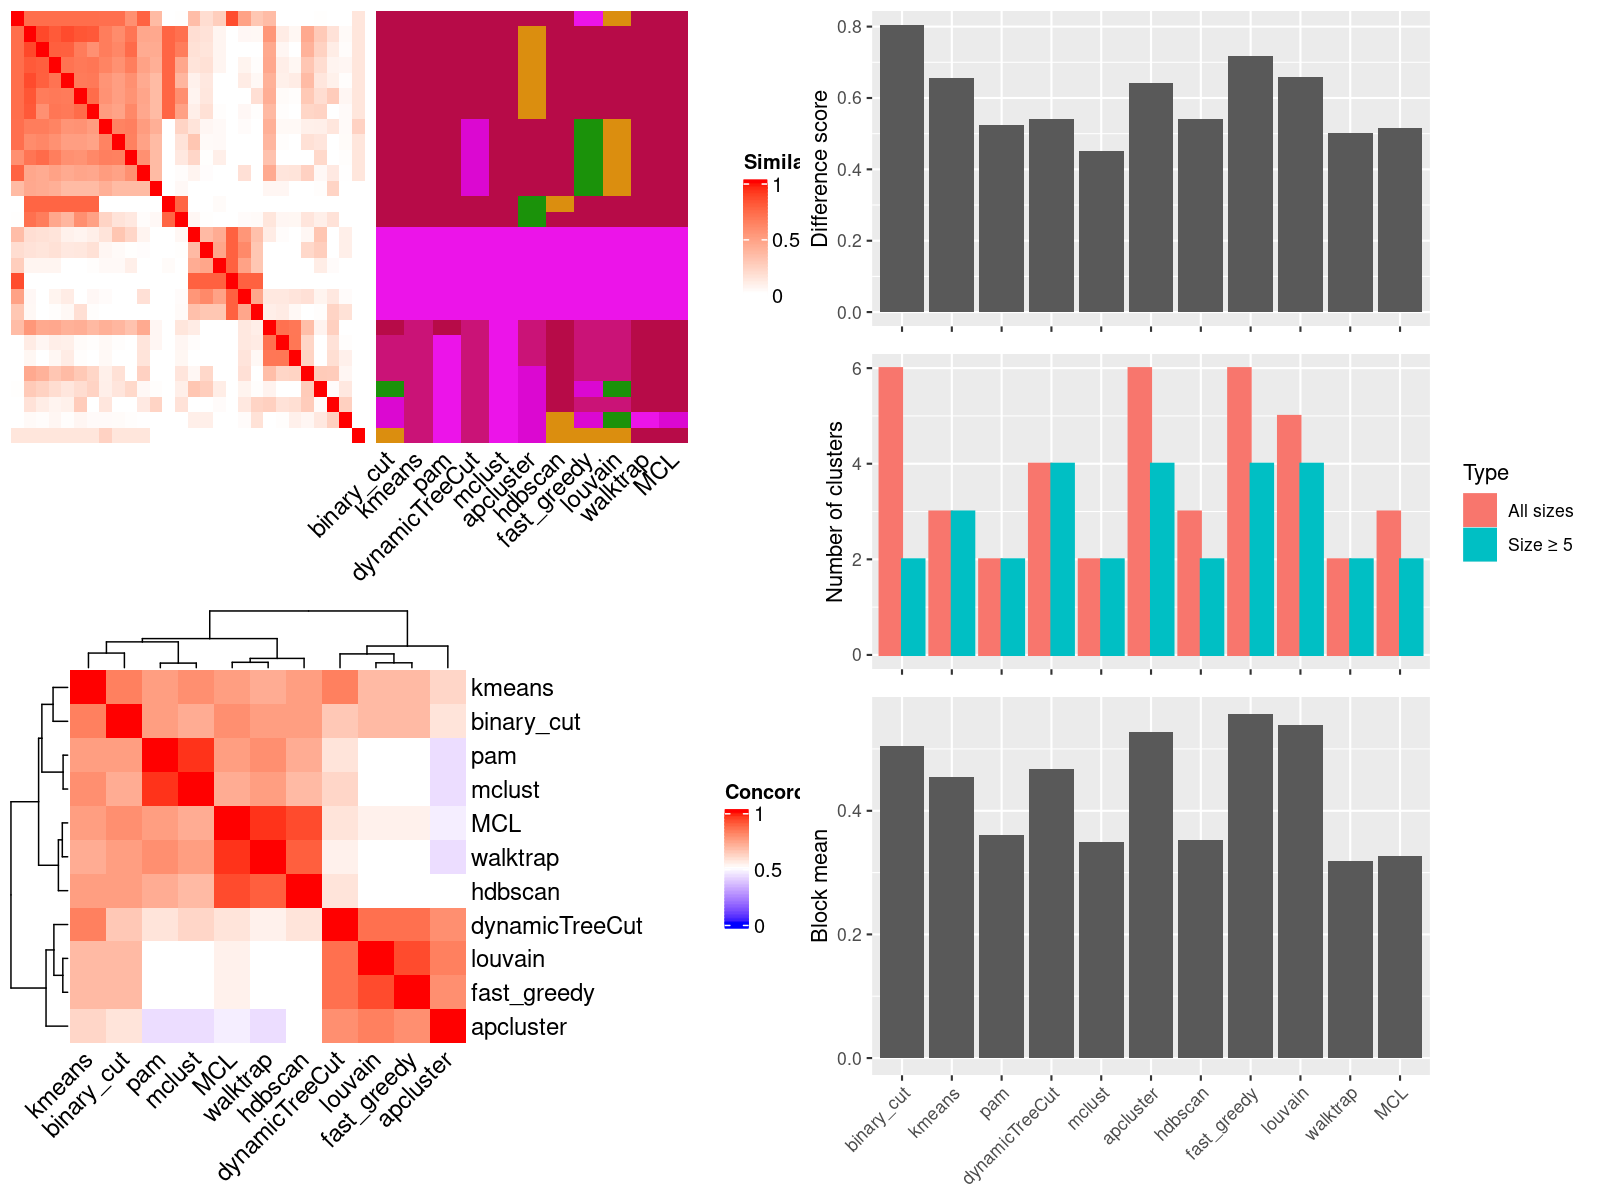 Simila
1
0.5
0
binary_cut
kmeans
pam
dynamicTreeCut
mclust
apcluster
hdbscan
fast_greedy
louvain
walktrap
MCL
kmeans
binary_cut
pam
mclust
MCL
walktrap
hdbscan
dynamicTreeCut
louvain
fast_greedy
apcluster
kmeans
binary_cut
pam
mclust
MCL
walktrap
hdbscan
dynamicTreeCut
louvain
fast_greedy
apcluster
Concord
1
0.5
0
Difference score
0.8
0.6
0.4
0.2
0.0
Number of clusters
6
4
2
0
Type
All sizes
Size ≥ 5
Block mean
0.4
0.2
0.0
binary_cut
kmeans
pam
dynamicTreeCut
mclust
apcluster
hdbscan
fast_greedy
louvain
walktrap
MCL